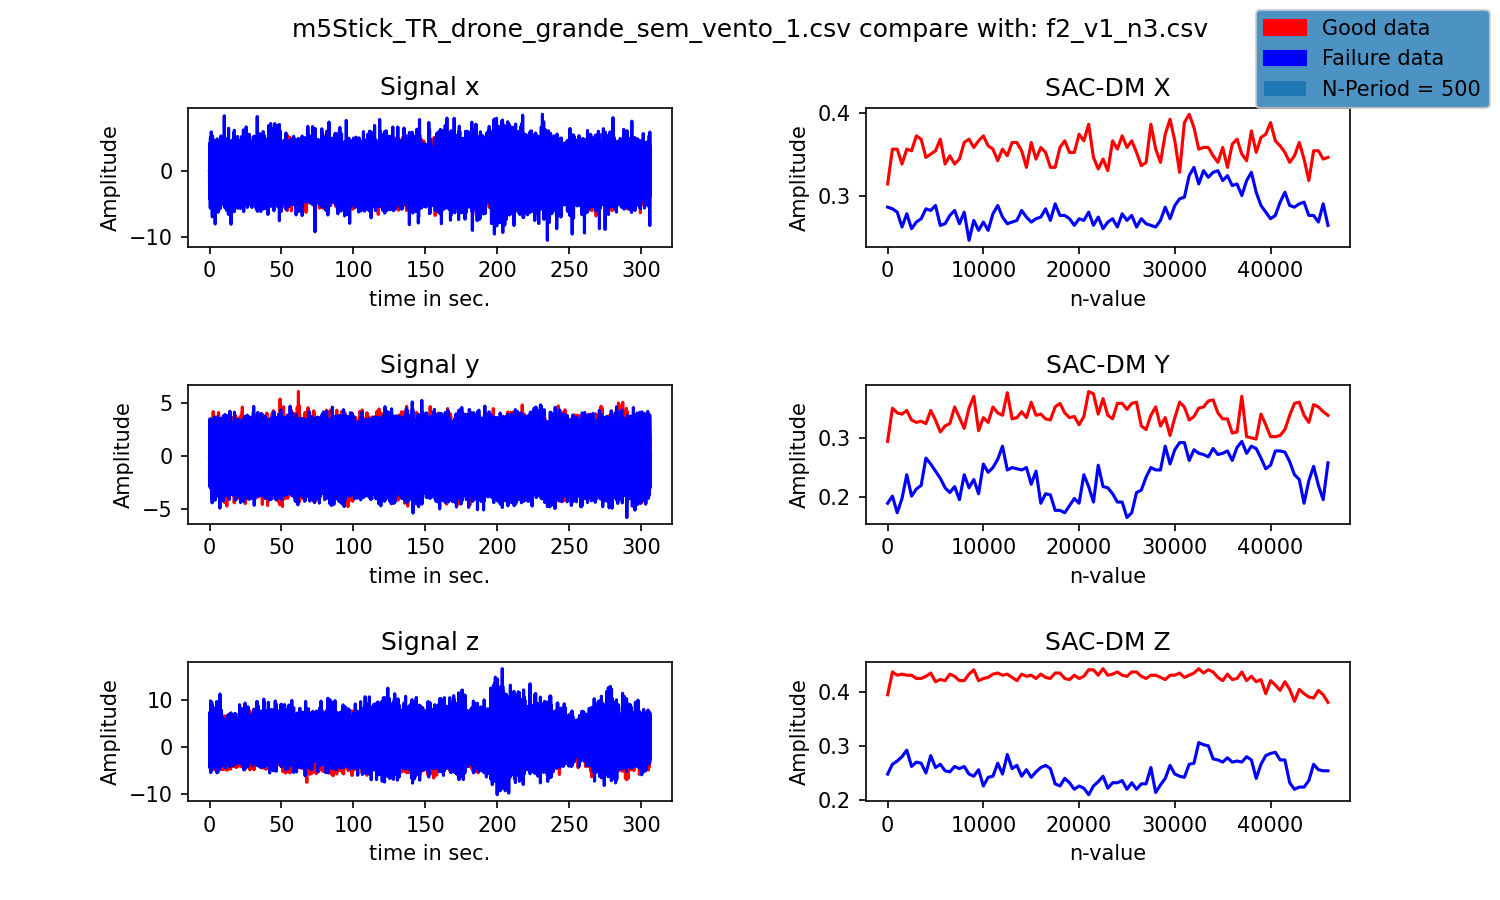 m5Stick_TR_drone_grande_sem_vento_1.csv compare with: f2_v1_n3.csv
Good data
Failure data
N-Period = 500
Signal x
Amplitude
0
−10
0 50 100 150 200 250 300
time in sec.
SAC-DM X
Amplitude
0.4
0.3
0 10000 20000 30000 40000
n-value
Signal y
Amplitude
5
0
−5
0 50 100 150 200 250 300
time in sec.
SAC-DM Y
Amplitude
0.3
0.2
0 10000 20000 30000 40000
n-value
Signal z
Amplitude
10
0
−10
0 50 100 150 200 250 300
time in sec.
SAC-DM Z
Amplitude
0.4
0.3
0.2
0 10000 20000 30000 40000
n-value